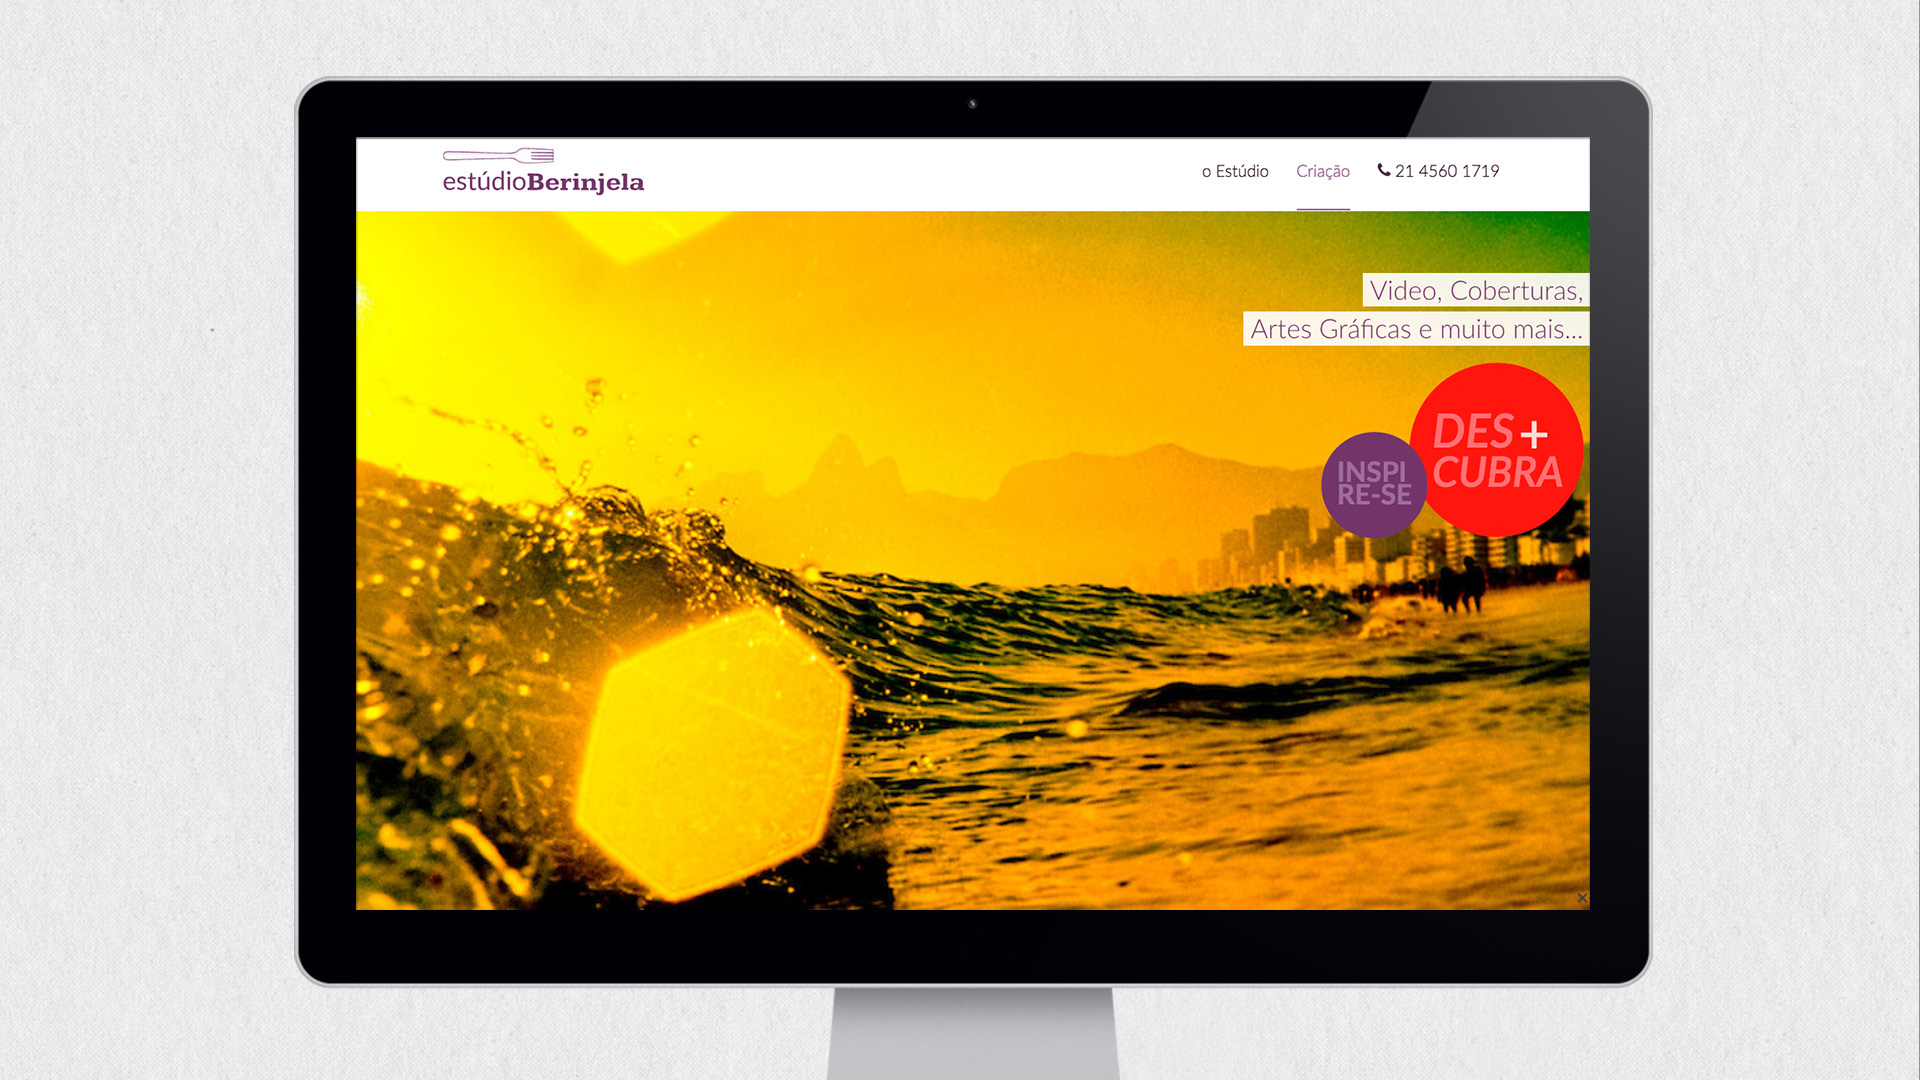 estúdioBerinjela
o Estúdio
Criação
21 4560 1719
Video, Coberturas,
Artes Gráficas e muito mais...
DES+
CUBRA
INSPI
RE-SE